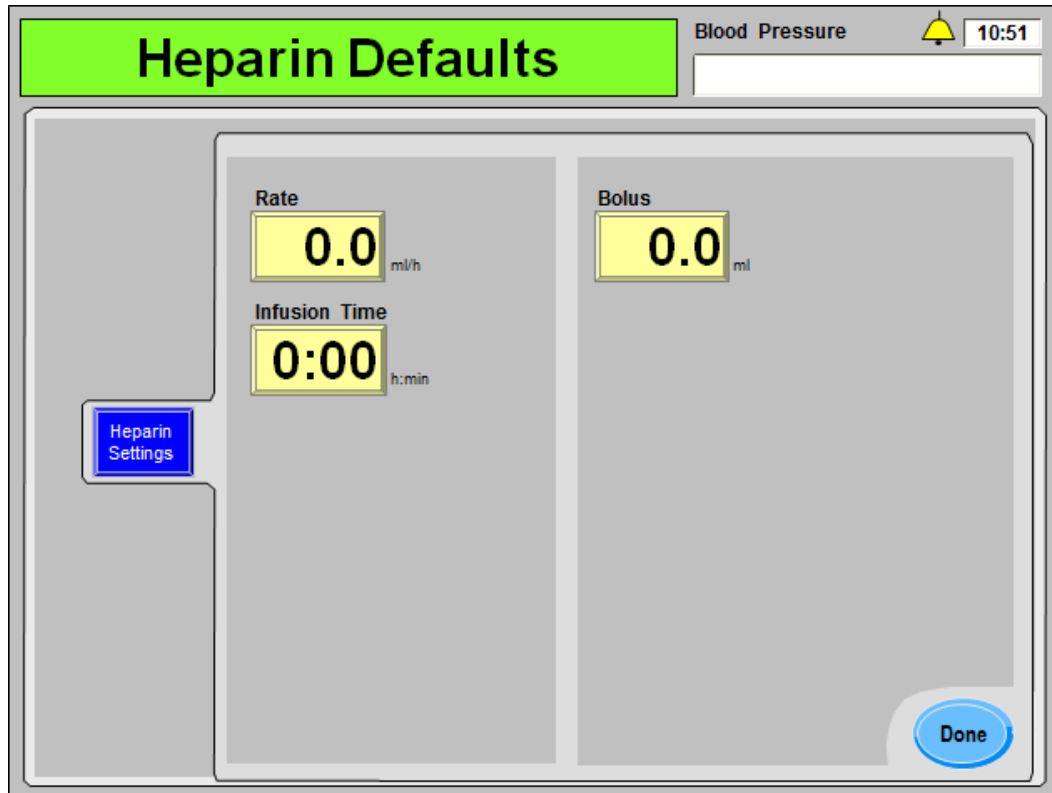 Heparin Defaults
Blood Pressure
10:51
Rate
0.0 ml/h
Infusion Time
0:00 h:min
Bolus
0.0 ml
Heparin
Settings
Done